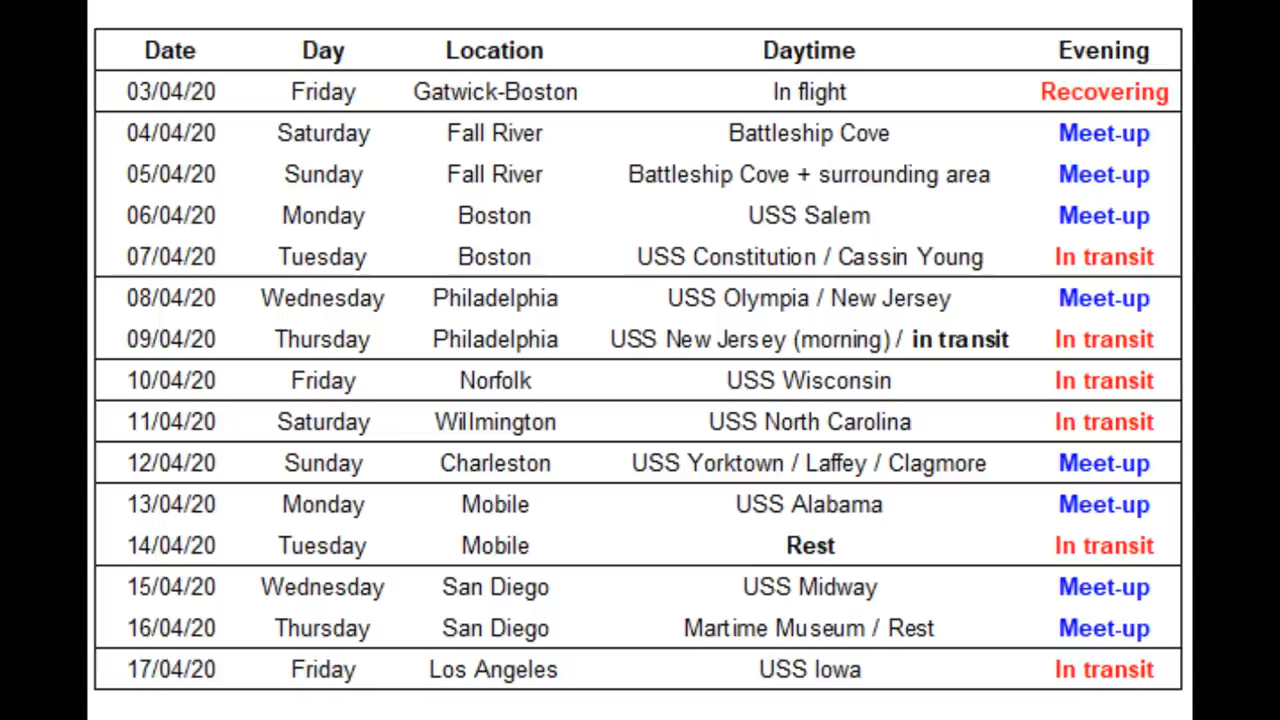 Date Day Location Daytime Evening
03/04/20 Friday Gatwick-Boston In flight Recovering
04/04/20 Saturday Fall River Battleship Cove Meet-up
05/04/20 Sunday Fall River Battleship Cove + surrounding area Meet-up
06/04/20 Monday Boston USS Salem Meet-up
07/04/20 Tuesday Boston USS Constitution / Cassin Young In transit
08/04/20 Wednesday Philadelphia USS Olympia / New Jersey Meet-up
09/04/20 Thursday Philadelphia USS New Jersey (morning) / in transit In transit
10/04/20 Friday Norfolk USS Wisconsin In transit
11/04/20 Saturday Wilmington USS North Carolina In transit
12/04/20 Sunday Charleston USS Yorktown / Laffey / Clagmore Meet-up
13/04/20 Monday Mobile USS Alabama Meet-up
14/04/20 Tuesday Mobile Rest In transit
15/04/20 Wednesday San Diego USS Midway Meet-up
16/04/20 Thursday San Diego Martime Museum / Rest Meet-up
17/04/20 Friday Los Angeles USS Iowa In transit